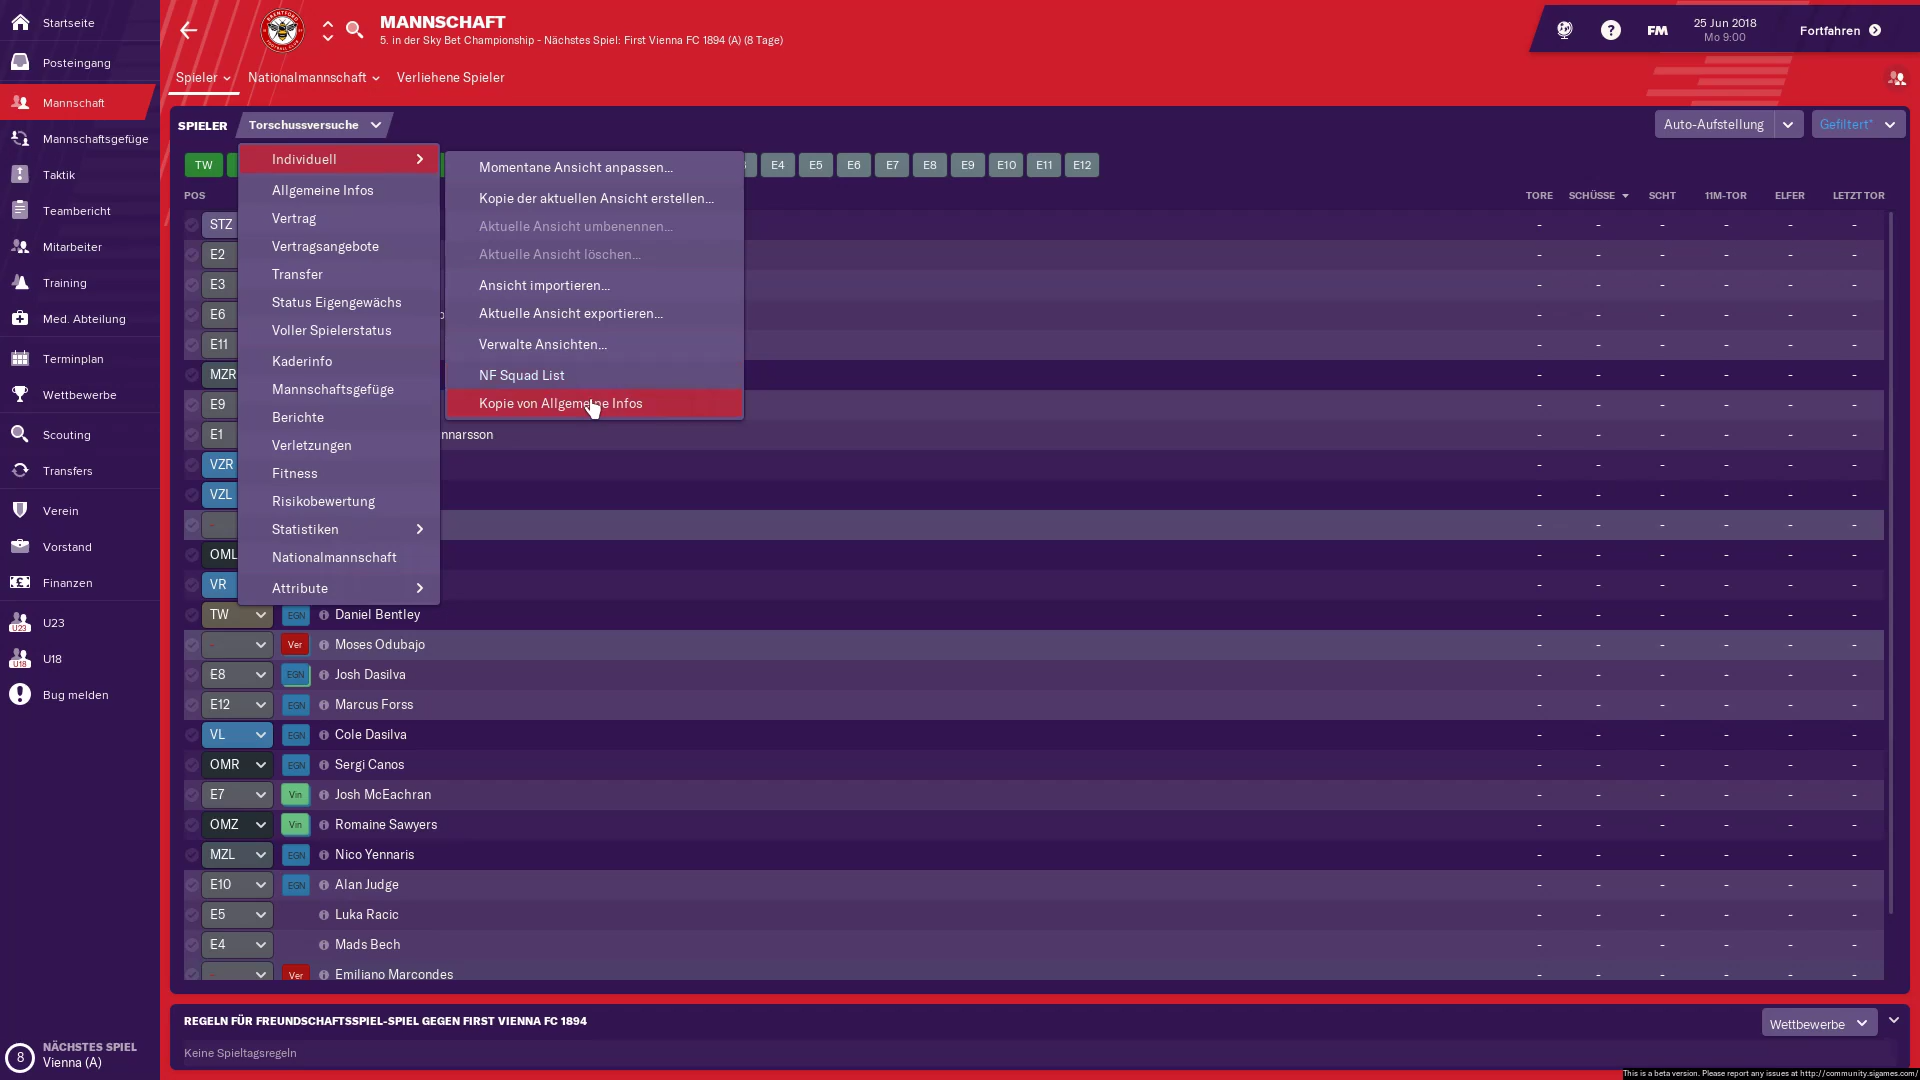 Startseite
Posteingang
Mannschaft
Mannschaftsgefüge
Taktik
Teambericht
Mitarbeiter
Training
Med. Abteilung
Terminplan
Wettbewerbe
Scouting
Transfers
Verein
Vorstand
Finanzen
U23
U23
U18
U18
Bug melden
8
NÄCHSTES SPIEL
Vienna (A)
MANNSCHAFT
5. in der Sky Bet Championship - Nächstes Spiel: First Vienna FC 1894 (A) (8 Tage)
FM
25 Jun 2018
Mo 9:00
Fortfahren
Spieler Nationalmannschaft Verliehene Spieler
SPIELER Torschussversuche
Auto-Aufstellung Gefiltert*
TW E4 E5 E6 E7 E8 E9 E10 E11 E12
POS TORE SCHÜSSE SCHT 11M-TOR ELFER LETZT TOR
Individuell
Allgemeine Infos
Vertrag
Vertragsangebote
Transfer
Status Eigengewächs
Voller Spielerstatus
Kaderinfo
Mannschaftsgefüge
Berichte
Verletzungen
Fitness
Risikobewertung
Statistiken
Nationalmannschaft
Attribute
Momentane Ansicht anpassen...
Kopie der aktuellen Ansicht erstellen...
Aktuelle Ansicht umbenennen...
Aktuelle Ansicht löschen...
Ansicht importieren...
Aktuelle Ansicht exportieren...
Verwalte Ansichten...
NF Squad List
Kopie von Allgemeine Infos
STZ - - - - - -
E2 - - - - - -
E3 - - - - - -
E6 - - - - - -
E11 - - - - - -
MZR - - - - - -
E9 - - - - - -
E1 nnarsson - - - - - -
VZR - - - - - -
VZL - - - - - -
- - - - - - -
OML - - - - - -
VR - - - - - -
TW EGN Daniel Bentley - - - - - -
- Ver Moses Odubajo - - - - - -
E8 EGN Josh Dasilva - - - - - -
E12 EGN Marcus Forss - - - - - -
VL EGN Cole Dasilva - - - - - -
OMR EGN Sergi Canos - - - - - -
E7 Vin Josh McEachran - - - - - -
OMZ Vin Romaine Sawyers - - - - - -
MZL EGN Nico Yennaris - - - - - -
E10 EGN Alan Judge - - - - - -
E5 Luka Racic - - - - - -
E4 Mads Bech - - - - - -
- Ver Emiliano Marcondes - - - - - -
REGELN FÜR FREUNDSCHAFTSSPIEL-SPIEL GEGEN FIRST VIENNA FC 1894
Wettbewerbe
Keine Spieltagsregeln
This is a beta version. Please report any issues at http://community.sigames.com/